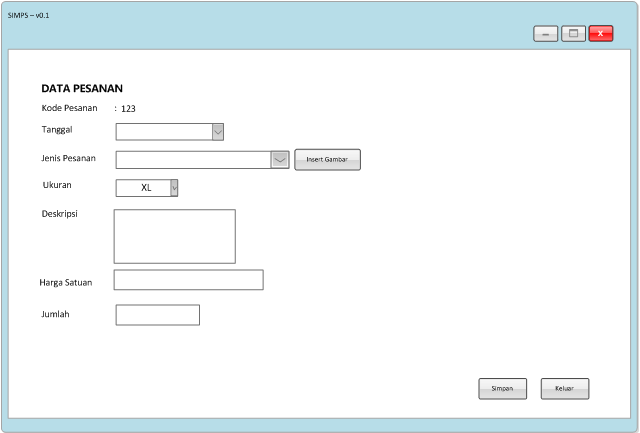 SIMPS – v0.1
X
DATA PESANAN
Kode Pesanan : 123
Tanggal
Jenis Pesanan Insert Gambar
Ukuran XL
Deskripsi
Harga Satuan
Jumlah
Simpan Keluar